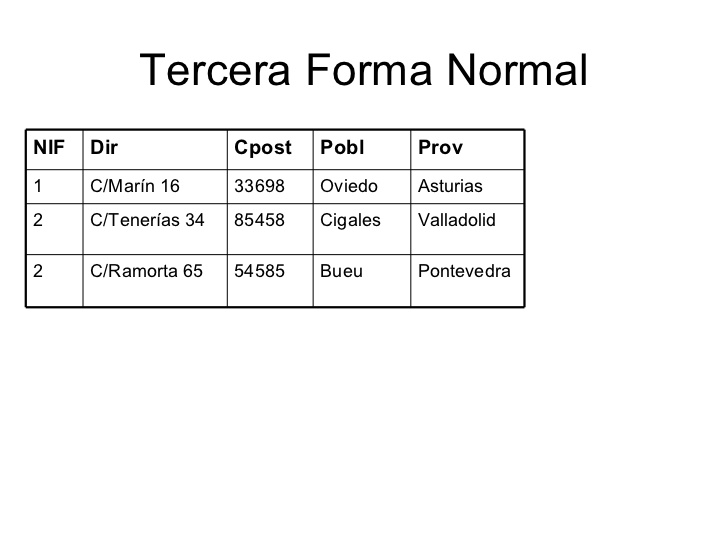 Tercera Forma Normal
NIF Dir Cpost Pobl Prov
1 C/Marín 16 33698 Oviedo Asturias
2 C/Tenerías 34 85458 Cigales Valladolid
2 C/Ramorta 65 54585 Bueu Pontevedra